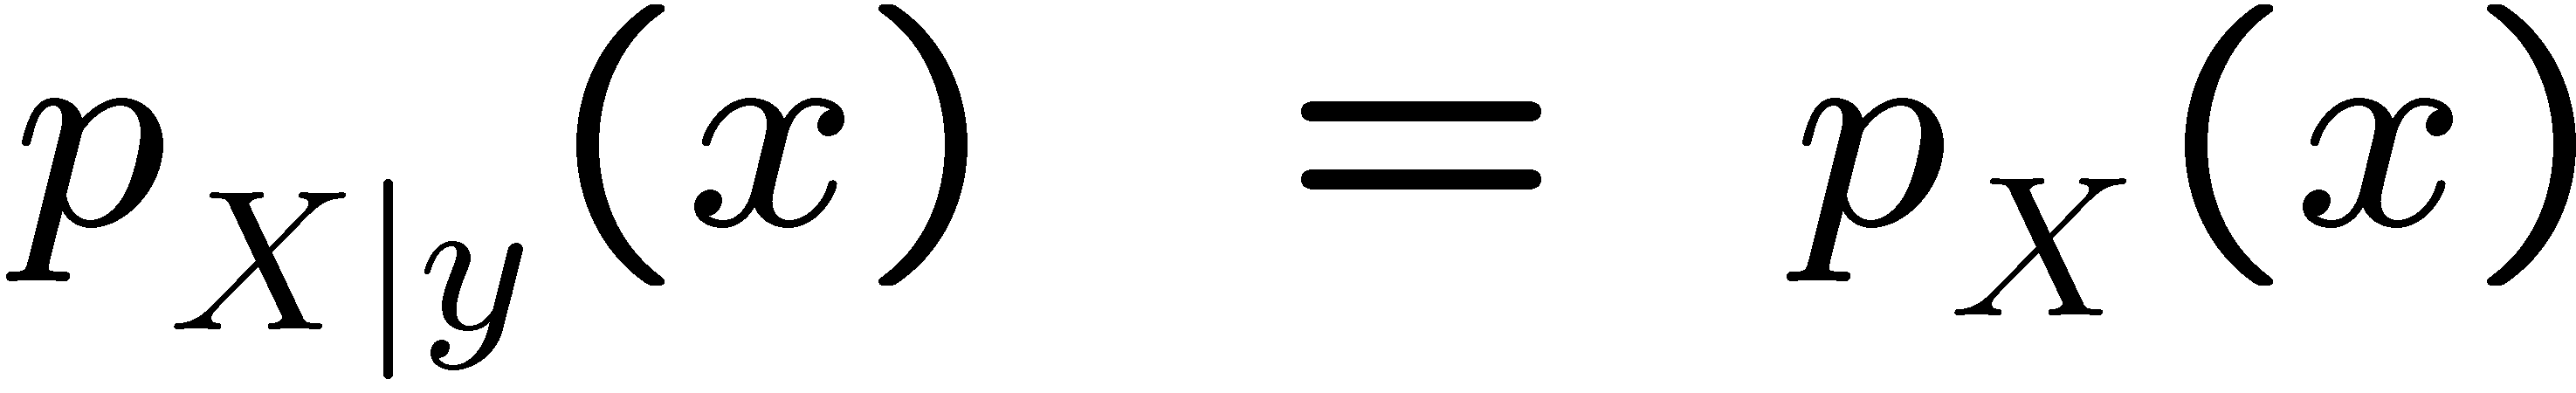 p_{X|y}(x) = p_X(x)